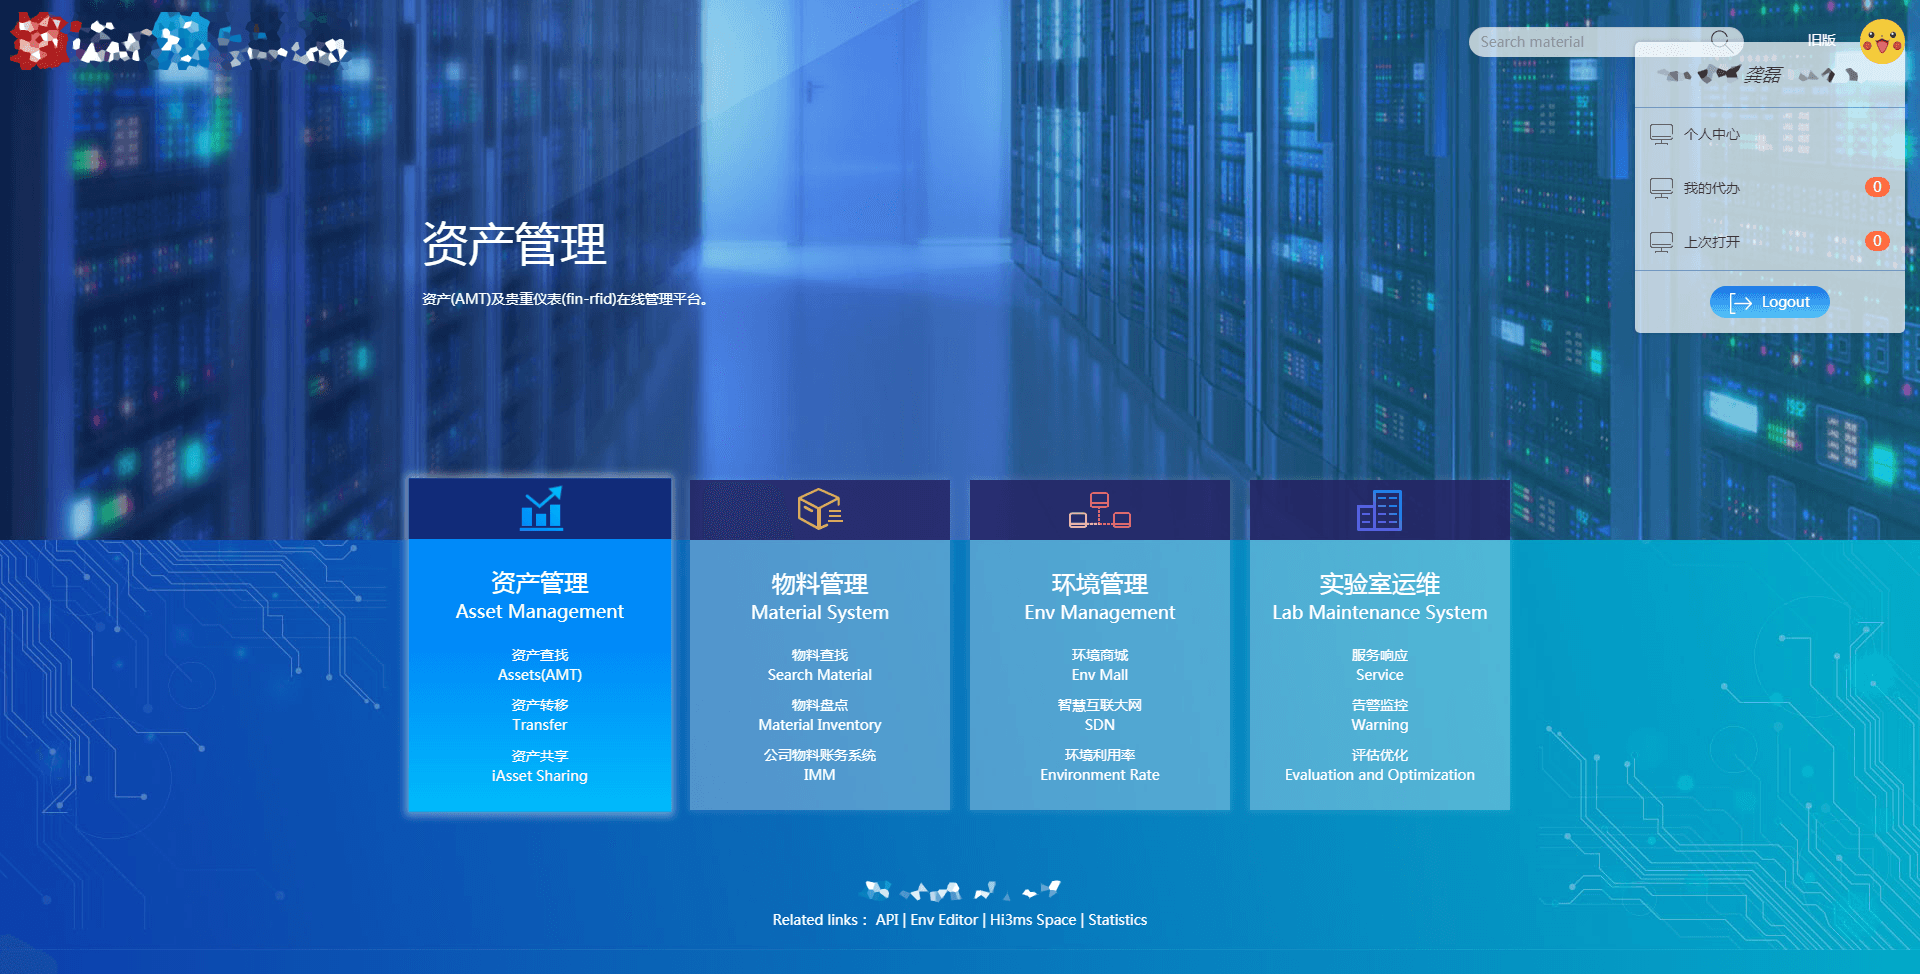 Search material
旧版
龚磊
个人中心
我的代办 0
上次打开 0
Logout
资产管理
资产(AMT)及贵重仪表(fin-rfid)在线管理平台。
资产管理
Asset Management
资产查找
Assets(AMT)
资产转移
Transfer
资产共享
iAsset Sharing
物料管理
Material System
物料查找
Search Material
物料盘点
Material Inventory
公司物料账务系统
IMM
环境管理
Env Management
环境商城
Env Mall
智慧互联大网
SDN
环境利用率
Environment Rate
实验室运维
Lab Maintenance System
服务响应
Service
告警监控
Warning
评估优化
Evaluation and Optimization
Related links： API | Env Editor | Hi3ms Space | Statistics